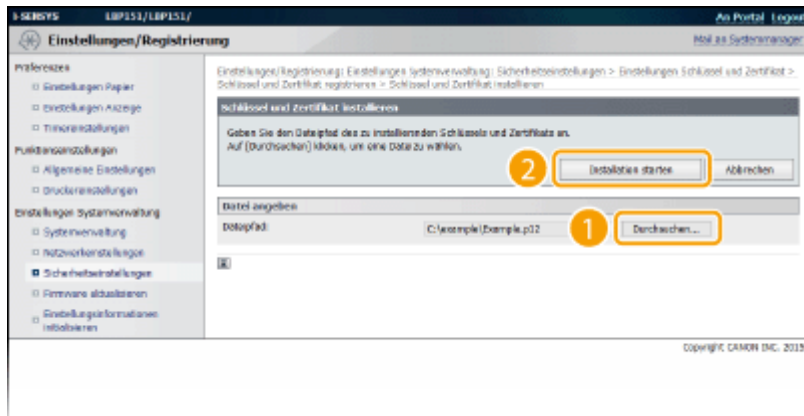 i-SENSYS LBP151/LBP151/ An Portal Logout
Einstellungen/Registrierung Mail an Systemmanager
Präferenzen
Einstellungen Papier
Einstellungen Anzeige
Timereinstellungen
Funktionseinstellungen
Allgemeine Einstellungen
Druckereinstellungen
Einstellungen Systemverwaltung
Systemverwaltung
Netzwerkeinstellungen
Sicherheitseinstellungen
Firmware aktualisieren
Einstellungsinformationen
initialisieren
Einstellungen/Registrierung: Einstellungen Systemverwaltung: Sicherheitseinstellungen > Einstellungen Schlüssel und Zertifikat >
Schlüssel und Zertifikat registrieren > Schlüssel und Zertifikat installieren
Schlüssel und Zertifikat installieren
Geben Sie den Dateipfad des zu installierenden Schlüssels und Zertifikats an.
Auf [Durchsuchen] klicken, um eine Datei zu wählen.
2 Installation starten Abbrechen
Datei angeben
Dateipfad: C:\example\Example.p12 1 Durchsuchen...
Copyright CANON INC. 2015